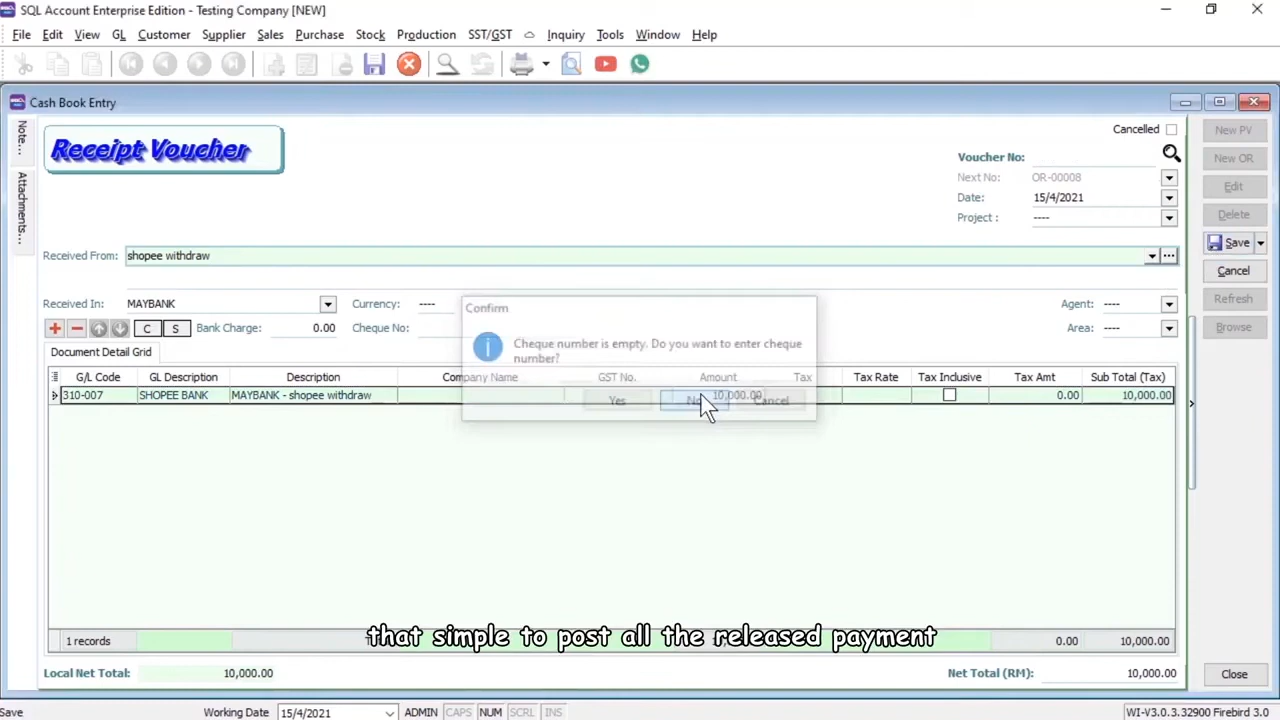 SQL Account Enterprise Edition - Testing Company [NEW]
File Edit View GL Customer Supplier Sales Purchase Stock Production SST/GST Inquiry Tools Window Help
Cash Book Entry
Note...
Attachments...
Receipt Voucher
Cancelled
Voucher No:
Next No: OR-00008
Date: 15/4/2021
Project : ----
Received From: shopee withdraw
Received In: MAYBANK Currency: ---- Agent: ----
C S Bank Charge: 0.00 Cheque No: Area: ----
Confirm
Cheque number is empty. Do you want to enter cheque
number?
Yes No Cancel
Document Detail Grid
G/L Code GL Description Description Company Name GST No. Amount Tax Tax Rate Tax Inclusive Tax Amt Sub Total (Tax)
310-007 SHOPEE BANK MAYBANK - shopee withdraw 10,000.00 0.00 10,000.00
1 records 0.00 10,000.00
that simple to post all the released payment
Local Net Total: 10,000.00 Net Total (RM): 10,000.00
New PV
New OR
Edit
Delete
Save
Cancel
Refresh
Browse
Close
Save Working Date 15/4/2021 ADMIN CAPS NUM SCRL INS WI-V3.0.3.32900 Firebird 3.0